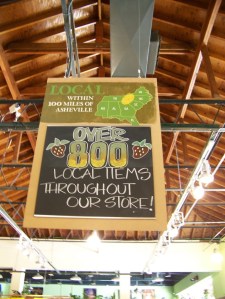 LOCAL
WITHIN
100 MILES OF
ASHEVILLE
OVER
800
LOCAL ITEMS
THROUGHOUT
OUR STORE!